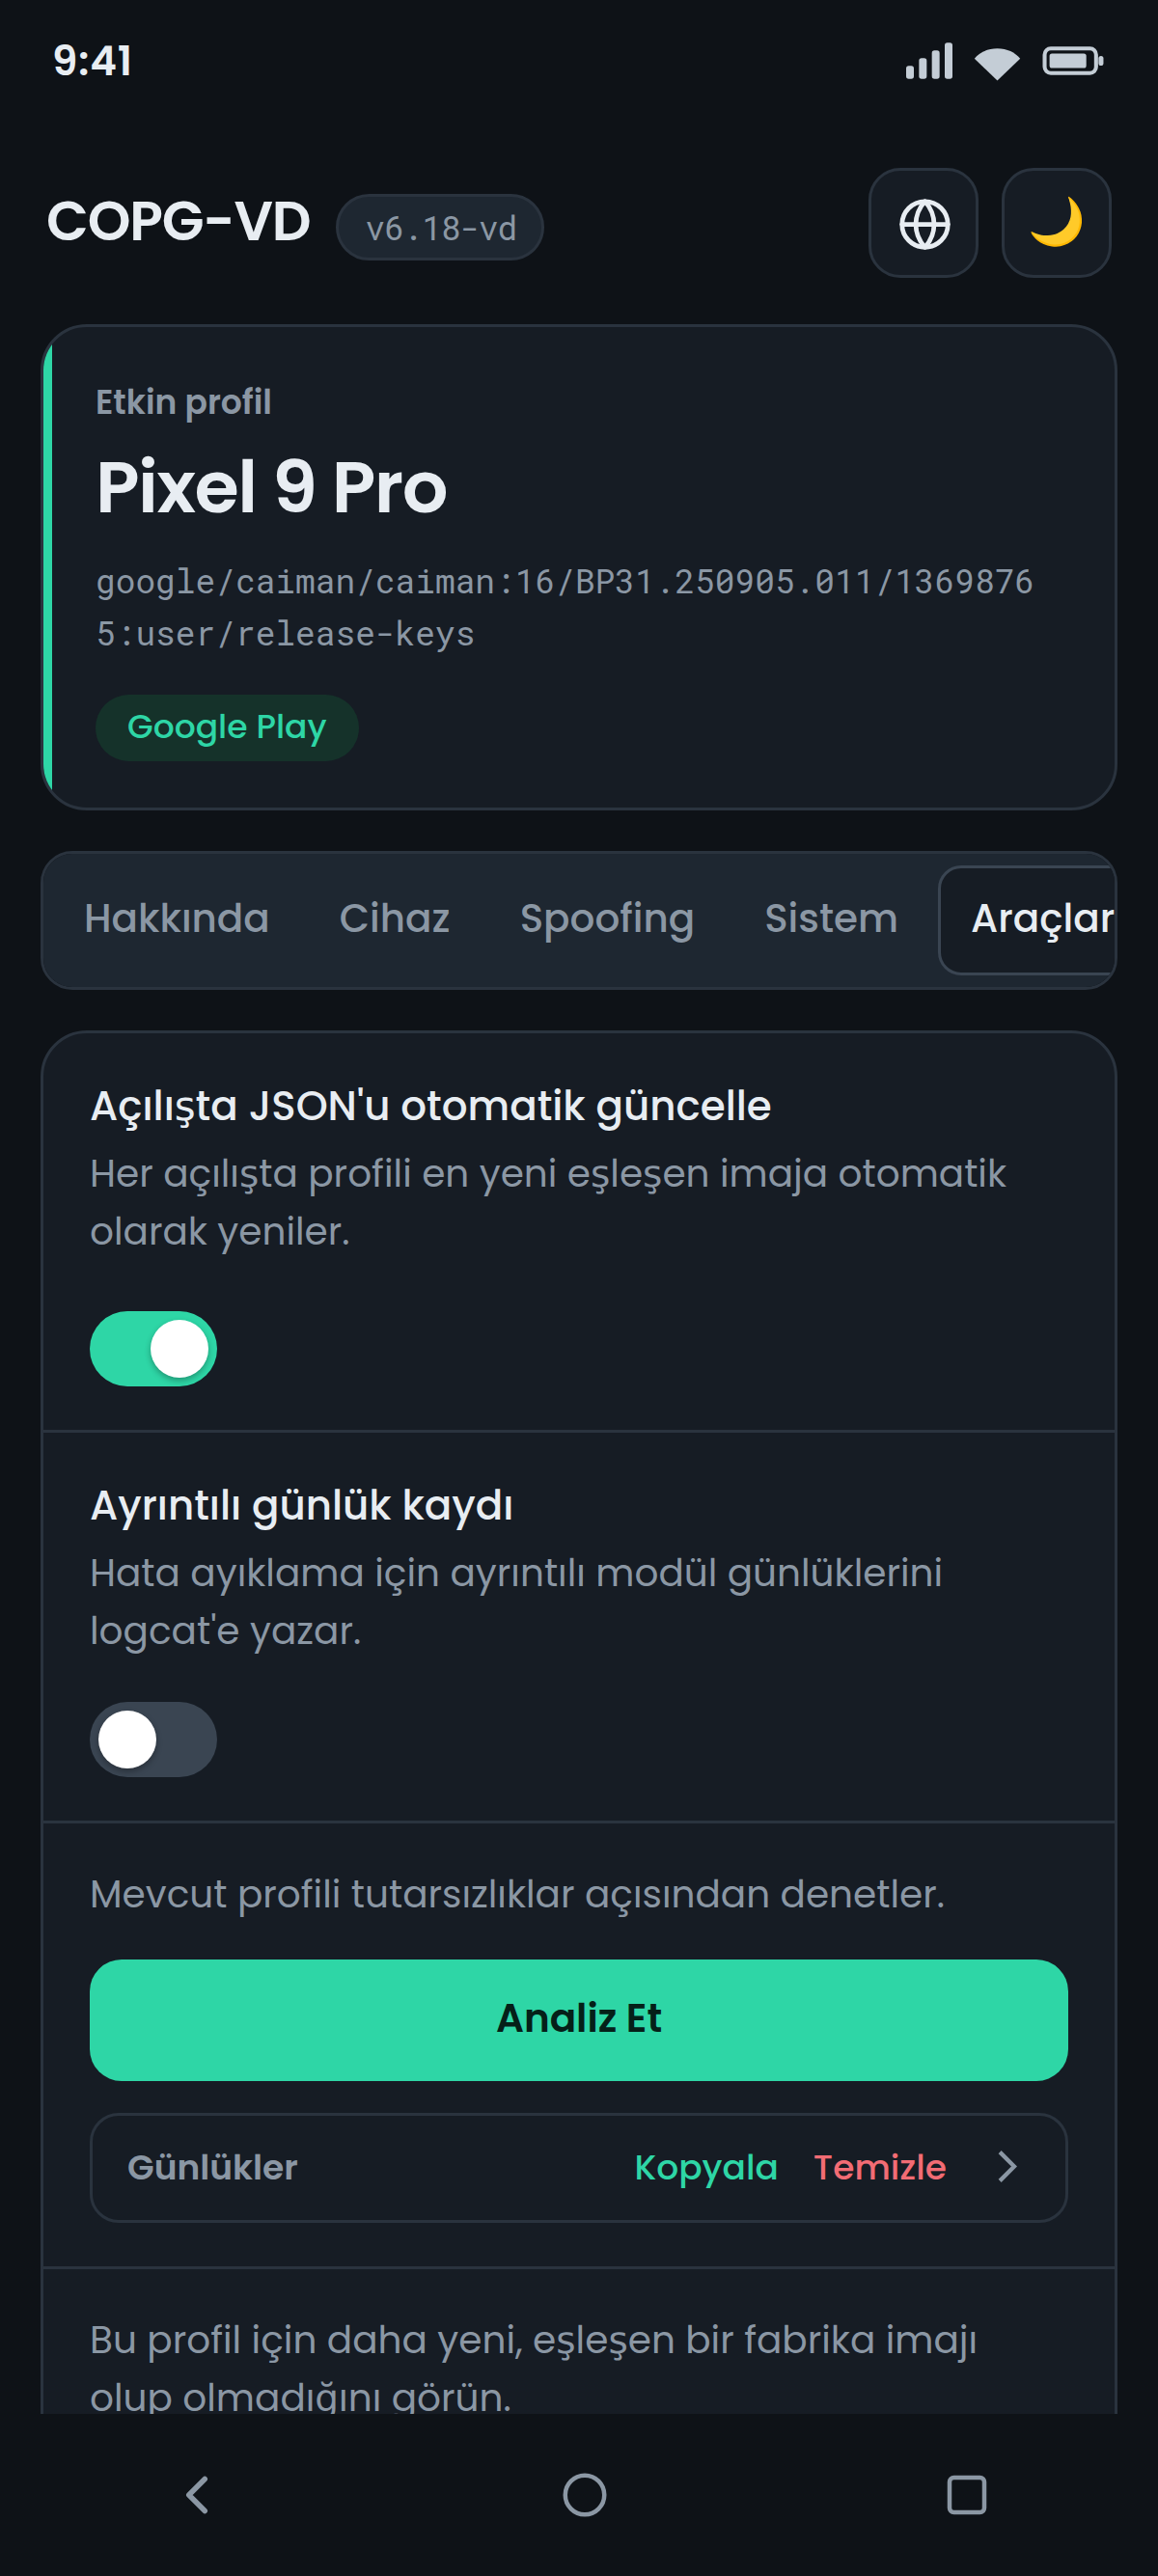 9:41
COPG-VD v6.18-vd
Etkin profil
Pixel 9 Pro
google/caiman/caiman:16/BP31.250905.011/1369876
5:user/release-keys
Google Play
Hakkında Cihaz Spoofing Sistem Araçlar
Açılışta JSON'u otomatik güncelle
Her açılışta profili en yeni eşleşen imaja otomatik
olarak yeniler.
Ayrıntılı günlük kaydı
Hata ayıklama için ayrıntılı modül günlüklerini
logcat'e yazar.
Mevcut profili tutarsızlıklar açısından denetler.
Analiz Et
Günlükler Kopyala Temizle
Bu profil için daha yeni, eşleşen bir fabrika imajı
olup olmadığını görün.